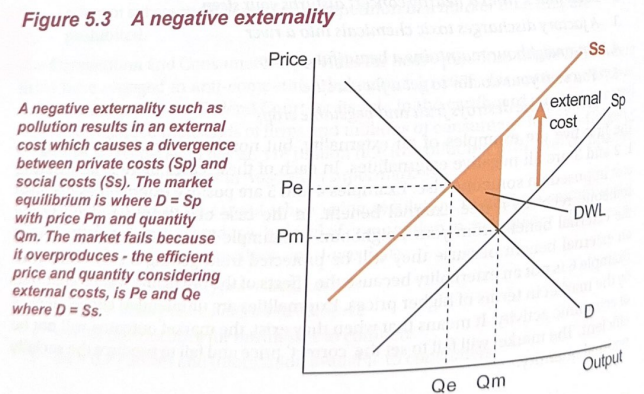 Figure 5.3 A negative externality
A negative externality such as
pollution results in an external
cost which causes a divergence
between private costs (Sp) and
social costs (Ss). The market
equilibrium is where D = Sp
with price Pm and quantity
Qm. The market fails because
it overproduces - the efficient
price and quantity considering
external costs, is Pe and Qe
where D = Ss.
Price
Ss
external
cost
Sp
Pe
DWL
Pm
D
Output
Qe Qm